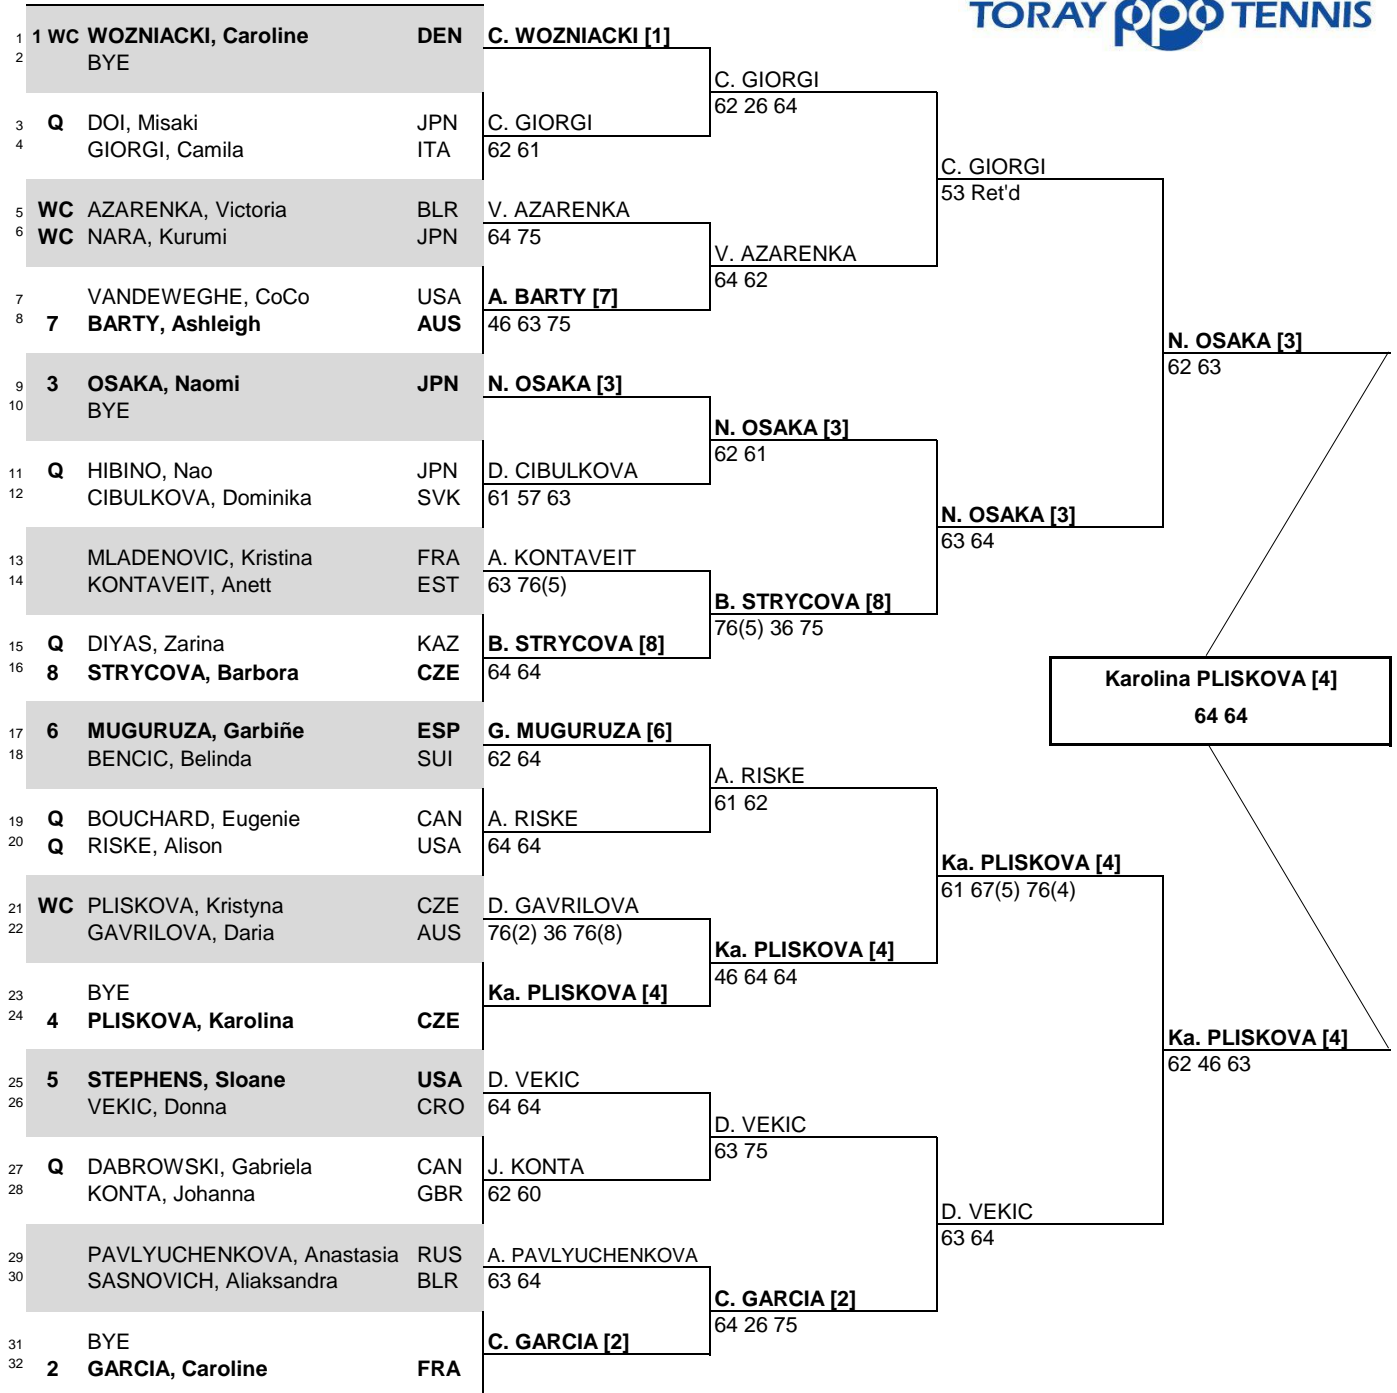 TORAY ppo TENNIS
1 1 WC WOZNIACKI, Caroline DEN
2 BYE
3 Q DOI, Misaki JPN
4 GIORGI, Camila ITA
5 WC AZARENKA, Victoria BLR
6 WC NARA, Kurumi JPN
7 VANDEWEGHE, CoCo USA
8 7 BARTY, Ashleigh AUS
9 3 OSAKA, Naomi JPN
10 BYE
11 Q HIBINO, Nao JPN
12 CIBULKOVA, Dominika SVK
13 MLADENOVIC, Kristina FRA
14 KONTAVEIT, Anett EST
15 Q DIYAS, Zarina KAZ
16 8 STRYCOVA, Barbora CZE
17 6 MUGURUZA, Garbiñe ESP
18 BENCIC, Belinda SUI
19 Q BOUCHARD, Eugenie CAN
20 Q RISKE, Alison USA
21 WC PLISKOVA, Kristyna CZE
22 GAVRILOVA, Daria AUS
23 BYE
24 4 PLISKOVA, Karolina CZE
25 5 STEPHENS, Sloane USA
26 VEKIC, Donna CRO
27 Q DABROWSKI, Gabriela CAN
28 KONTA, Johanna GBR
29 PAVLYUCHENKOVA, Anastasia RUS
30 SASNOVICH, Aliaksandra BLR
31 BYE
32 2 GARCIA, Caroline FRA
C. WOZNIACKI [1]
C. GIORGI
62 61
V. AZARENKA
64 75
A. BARTY [7]
46 63 75
N. OSAKA [3]
D. CIBULKOVA
61 57 63
A. KONTAVEIT
63 76(5)
B. STRYCOVA [8]
64 64
G. MUGURUZA [6]
62 64
A. RISKE
64 64
D. GAVRILOVA
76(2) 36 76(8)
Ka. PLISKOVA [4]
D. VEKIC
64 64
J. KONTA
62 60
A. PAVLYUCHENKOVA
63 64
C. GARCIA [2]
C. GIORGI
62 26 64
V. AZARENKA
64 62
N. OSAKA [3]
62 61
B. STRYCOVA [8]
76(5) 36 75
A. RISKE
61 62
Ka. PLISKOVA [4]
46 64 64
D. VEKIC
63 75
C. GARCIA [2]
64 26 75
C. GIORGI
53 Ret'd
N. OSAKA [3]
63 64
Ka. PLISKOVA [4]
61 67(5) 76(4)
D. VEKIC
63 64
N. OSAKA [3]
62 63
Ka. PLISKOVA [4]
62 46 63
Karolina PLISKOVA [4]
64 64